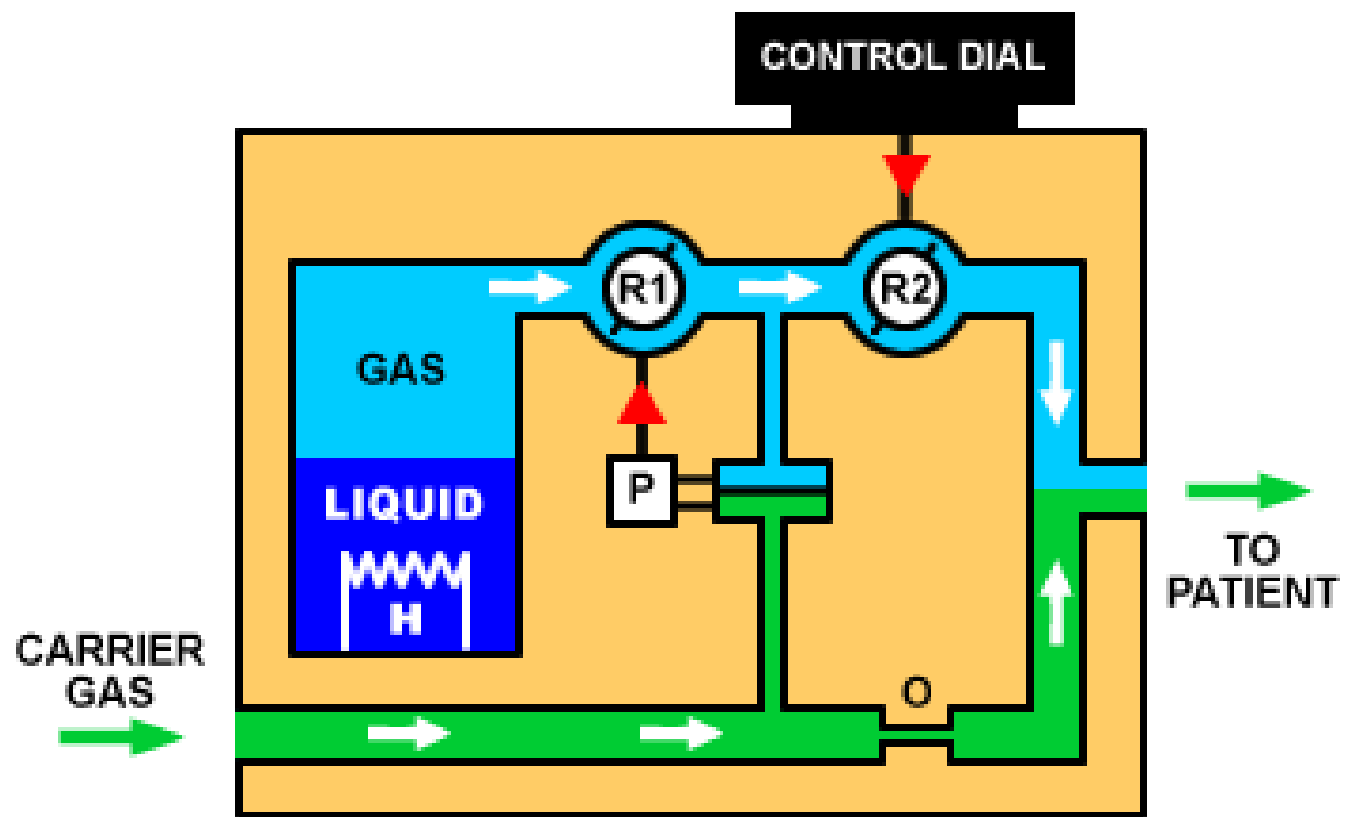 CONTROL DIAL
R1
R2
GAS
P
LIQUID
H
CARRIER
GAS
O
TO
PATIENT